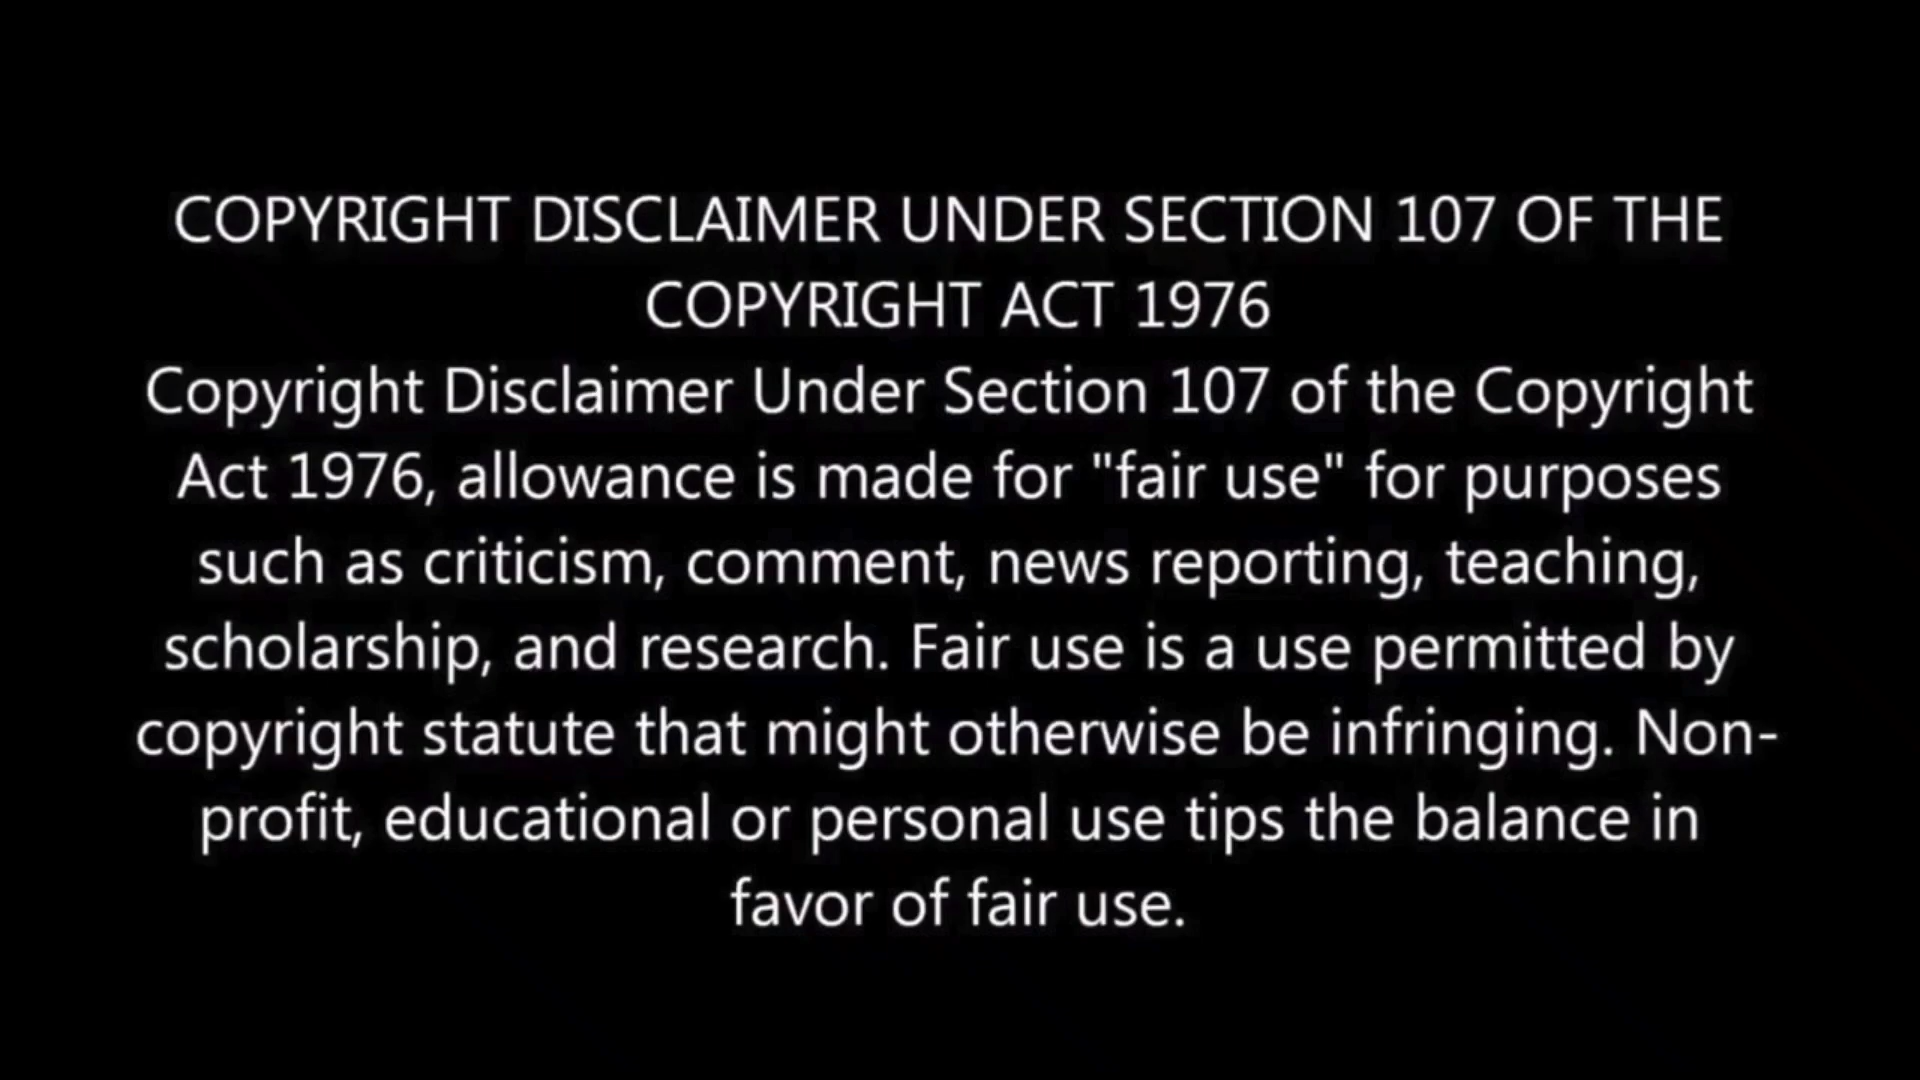 COPYRIGHT DISCLAIMER UNDER SECTION 107 OF THE
COPYRIGHT ACT 1976
Copyright Disclaimer Under Section 107 of the Copyright
Act 1976, allowance is made for "fair use" for purposes
such as criticism, comment, news reporting, teaching,
scholarship, and research. Fair use is a use permitted by
copyright statute that might otherwise be infringing. Non-
profit, educational or personal use tips the balance in
favor of fair use.